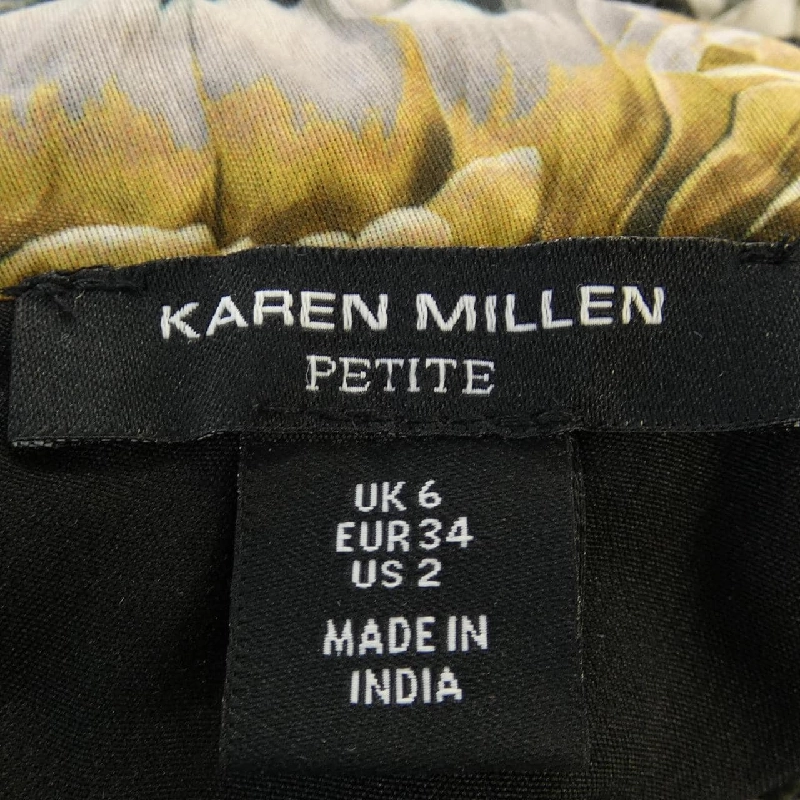 KAREN MILLEN
PETITE
UK 6
EUR 34
US 2
MADE IN
INDIA